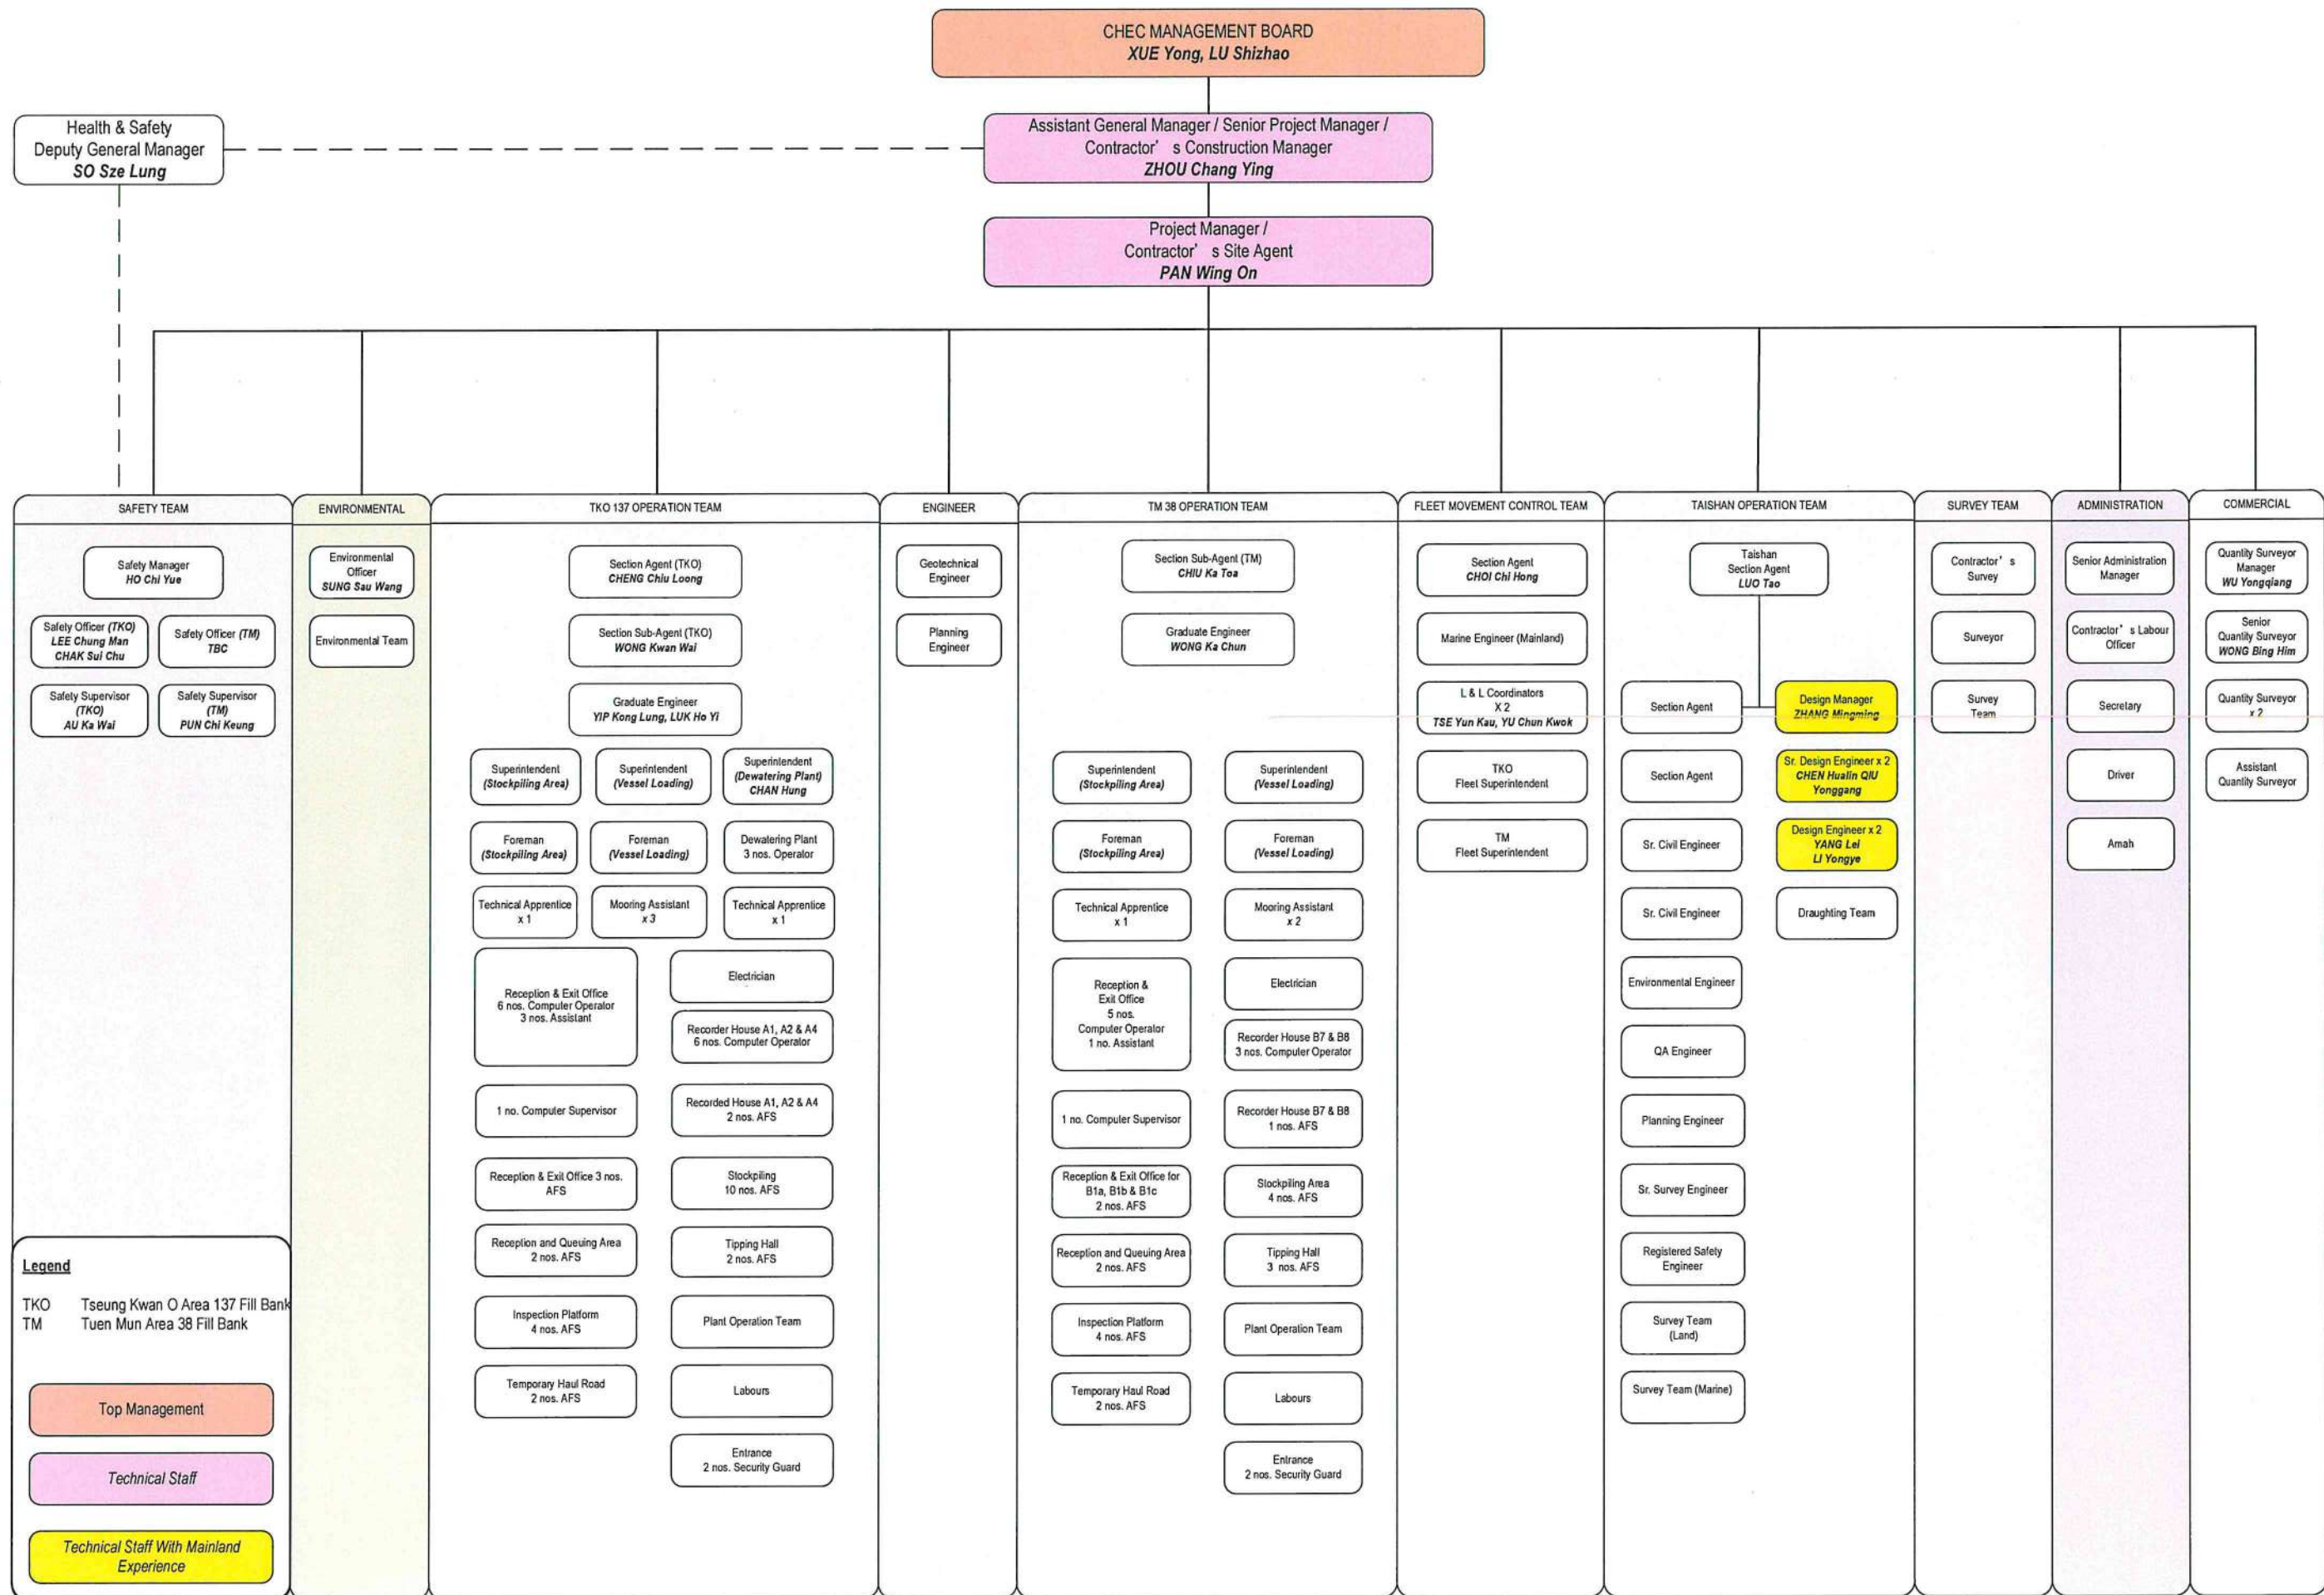 CHEC MANAGEMENT BOARD
XUE Yong, LU Shizhao
Health & Safety
Deputy General Manager
SO Sze Lung
Assistant General Manager / Senior Project Manager /
Contractor' s Construction Manager
ZHOU Chang Ying
Project Manager /
Contractor' s Site Agent
PAN Wing On
SAFETY TEAM
Safety Manager
HO Chi Yue
Safety Officer (TKO)
LEE Chung Man
CHAK Sui Chu
Safety Officer (TM)
TBC
Safety Supervisor
(TKO)
AU Ka Wai
Safety Supervisor
(TM)
PUN Chi Keung
ENVIRONMENTAL
Environmental
Officer
SUNG Sau Wang
Environmental Team
TKO 137 OPERATION TEAM
Section Agent (TKO)
CHENG Chiu Loong
Section Sub-Agent (TKO)
WONG Kwan Wai
Graduate Engineer
YIP Kong Lung, LUK Ho Yi
Superintendent
(Stockpiling Area)
Superintendent
(Vessel Loading)
Superintendent
(Dewatering Plant)
CHAN Hung
Foreman
(Stockpiling Area)
Foreman
(Vessel Loading)
Dewatering Plant
3 nos. Operator
Technical Apprentice
x 1
Mooring Assistant
x 3
Technical Apprentice
x 1
Reception & Exit Office
6 nos. Computer Operator
3 nos. Assistant
Electrician
Recorder House A1, A2 & A4
6 nos. Computer Operator
1 no. Computer Supervisor
Recorded House A1, A2 & A4
2 nos. AFS
Reception & Exit Office 3 nos.
AFS
Stockpiling
10 nos. AFS
Reception and Queuing Area
2 nos. AFS
Tipping Hall
2 nos. AFS
Inspection Platform
4 nos. AFS
Plant Operation Team
Temporary Haul Road
2 nos. AFS
Labours
Entrance
2 nos. Security Guard
ENGINEER
Geotechnical
Engineer
Planning
Engineer
TM 38 OPERATION TEAM
Section Sub-Agent (TM)
CHIU Ka Toa
Graduate Engineer
WONG Ka Chun
Superintendent
(Stockpiling Area)
Superintendent
(Vessel Loading)
Foreman
(Stockpiling Area)
Foreman
(Vessel Loading)
Technical Apprentice
x 1
Mooring Assistant
x 2
Reception &
Exit Office
5 nos.
Computer Operator
1 no. Assistant
Electrician
Recorder House B7 & B8
3 nos. Computer Operator
1 no. Computer Supervisor
Recorder House B7 & B8
1 nos. AFS
Reception & Exit Office for
B1a, B1b & B1c
2 nos. AFS
Stockpiling Area
4 nos. AFS
Reception and Queuing Area
2 nos. AFS
Tipping Hall
3 nos. AFS
Inspection Platform
4 nos. AFS
Plant Operation Team
Temporary Haul Road
2 nos. AFS
Labours
Entrance
2 nos. Security Guard
FLEET MOVEMENT CONTROL TEAM
Section Agent
CHOI Chi Hong
Marine Engineer (Mainland)
L & L Coordinators
X 2
TSE Yun Kau, YU Chun Kwok
TKO
Fleet Superintendent
TM
Fleet Superintendent
TAISHAN OPERATION TEAM
Taishan
Section Agent
LUO Tao
Section Agent
Design Manager
ZHANG Mingming
Section Agent
Sr. Design Engineer x 2
CHEN Hualin QIU
Yonggang
Sr. Civil Engineer
Design Engineer x 2
YANG Lei
LI Yongye
Sr. Civil Engineer
Draughting Team
Environmental Engineer
QA Engineer
Planning Engineer
Sr. Survey Engineer
Registered Safety
Engineer
Survey Team
(Land)
Survey Team (Marine)
SURVEY TEAM
Contractor' s
Survey
Surveyor
Survey
Team
ADMINISTRATION
Senior Administration
Manager
Contractor' s Labour
Officer
Secretary
Driver
Amah
COMMERCIAL
Quantity Surveyor
Manager
WU Yongqiang
Senior
Quantity Surveyor
WONG Bing Him
Quantity Surveyor
x 2
Assistant
Quantity Surveyor
Legend
TKO Tseung Kwan O Area 137 Fill Bank
TM Tuen Mun Area 38 Fill Bank
Top Management
Technical Staff
Technical Staff With Mainland
Experience